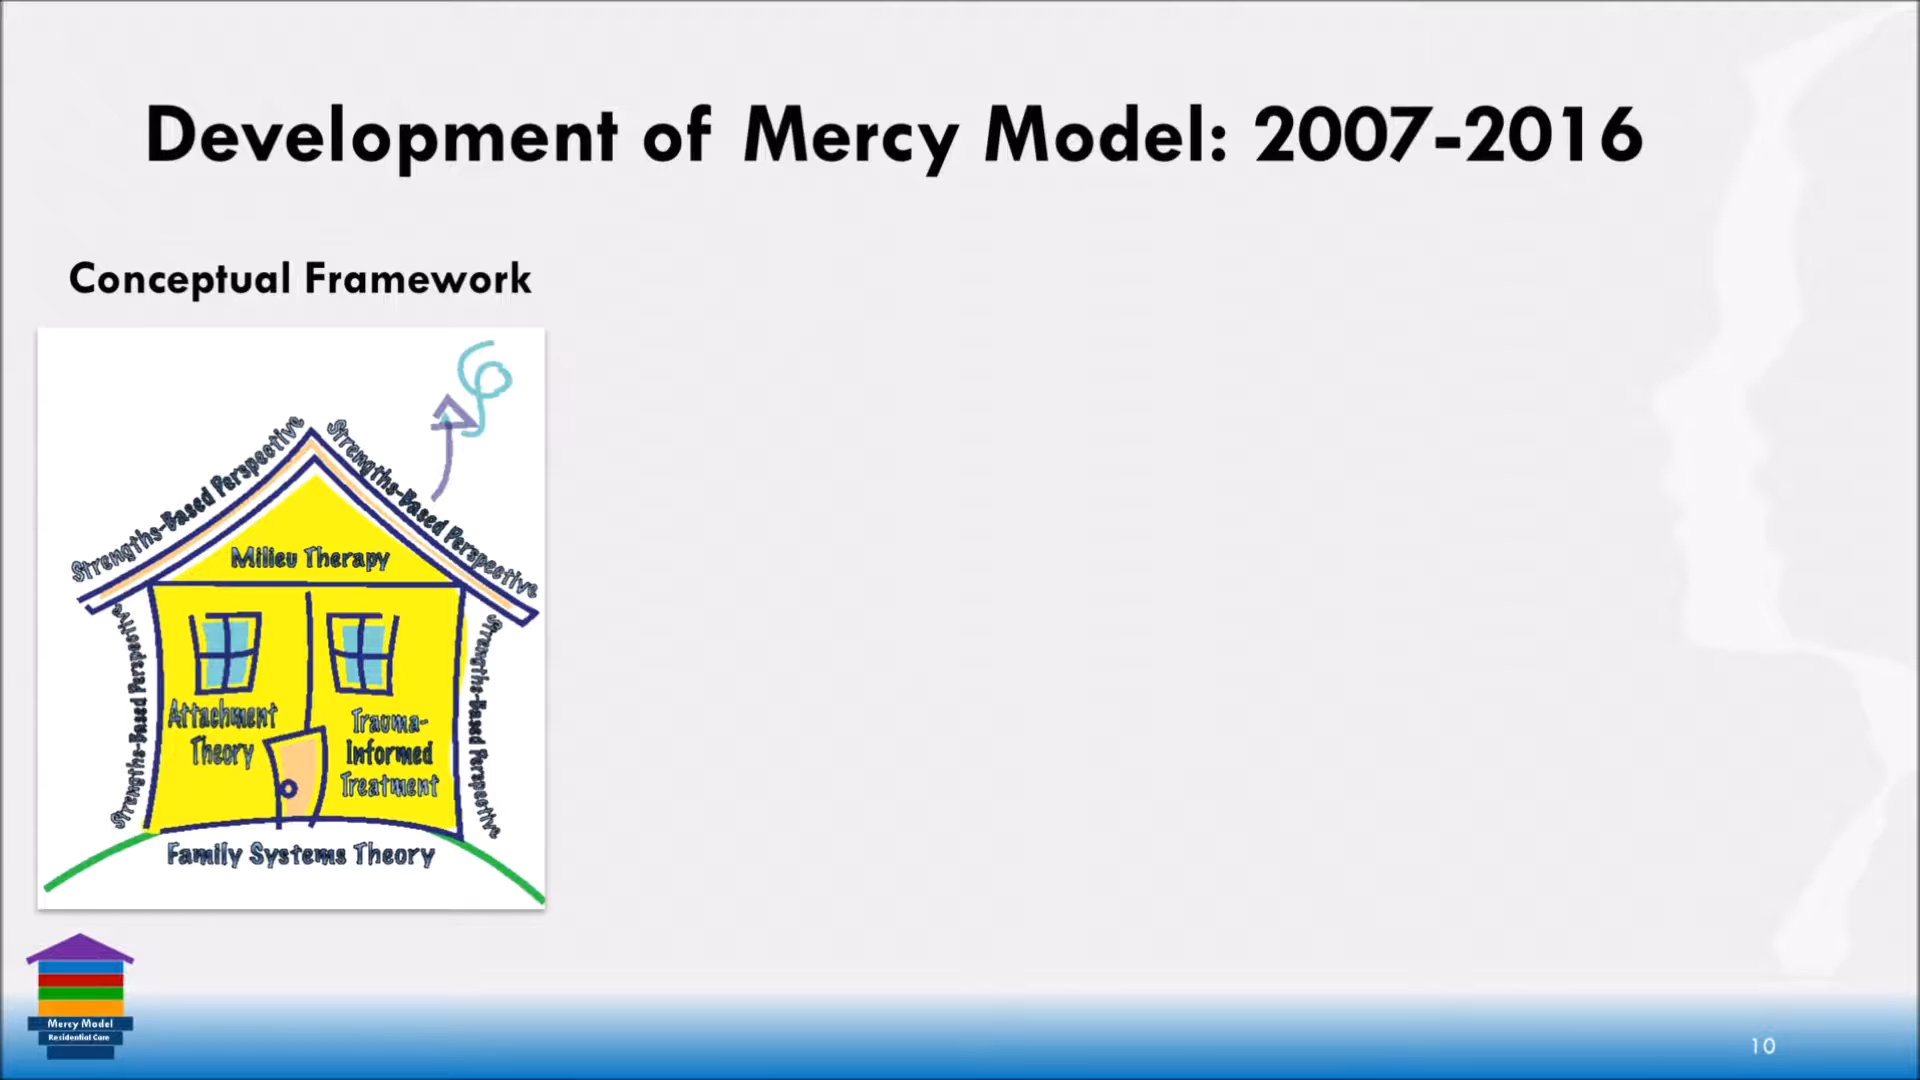 Development of Mercy Model: 2007-2016
Conceptual Framework
Strengths-Based Perspective
Strengths-Based Perspective
Milieu Therapy
Strengths-Based Perspective
Strengths-Based Perspective
Attachment
Theory
Trauma-
Informed
Treatment
Family Systems Theory
Mercy Model
Residential Care
10